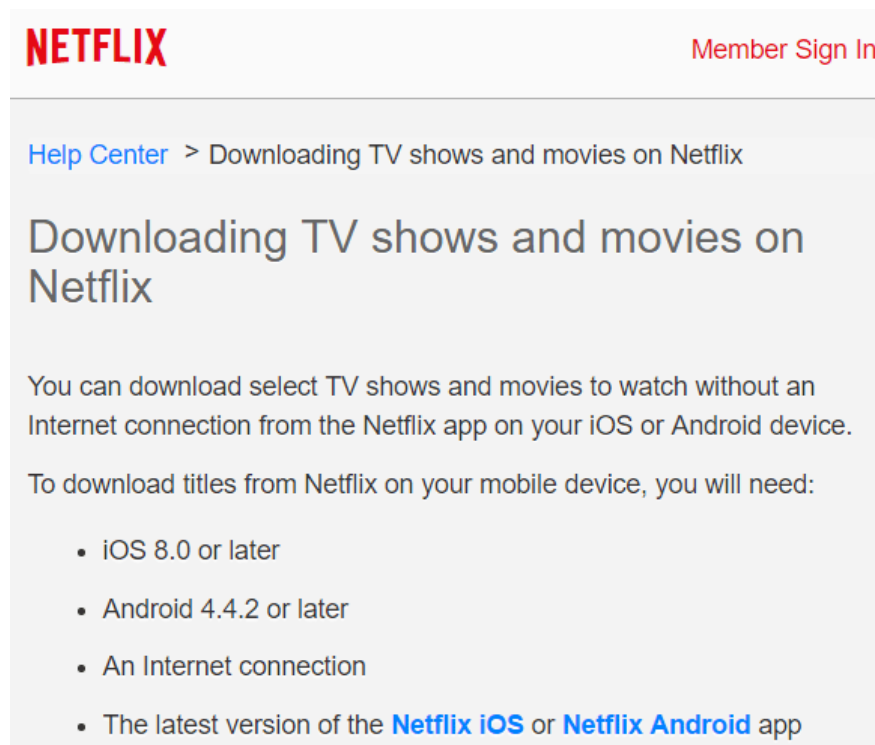 NETFLIX
Member Sign In
Help Center > Downloading TV shows and movies on Netflix
Downloading TV shows and movies on
Netflix
You can download select TV shows and movies to watch without an
Internet connection from the Netflix app on your iOS or Android device.
To download titles from Netflix on your mobile device, you will need:
• iOS 8.0 or later
• Android 4.4.2 or later
• An Internet connection
• The latest version of the Netflix iOS or Netflix Android app